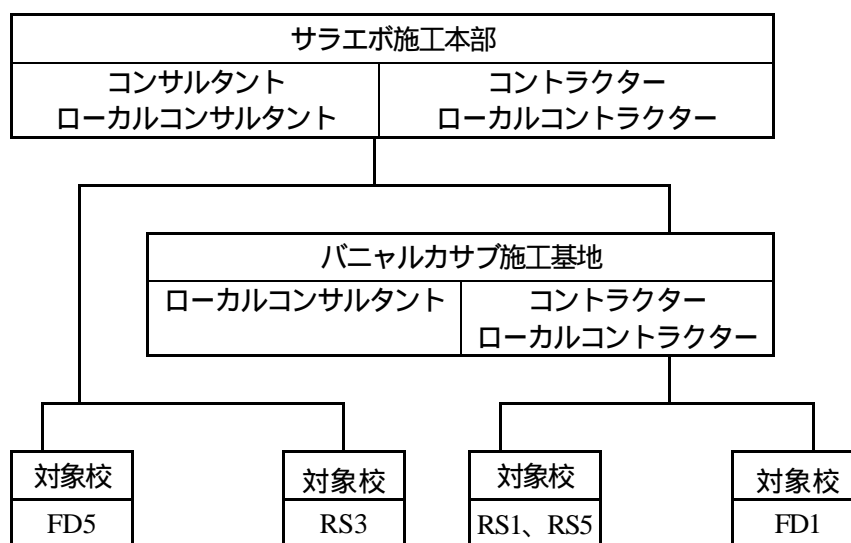 サラエボ施工本部
コンサルタント
ローカルコンサルタント
コントラクター
ローカルコントラクター
バニャルカサブ施工基地
ローカルコンサルタント
コントラクター
ローカルコントラクター
対象校
FD5
対象校
RS3
対象校
RS1、RS5
対象校
FD1